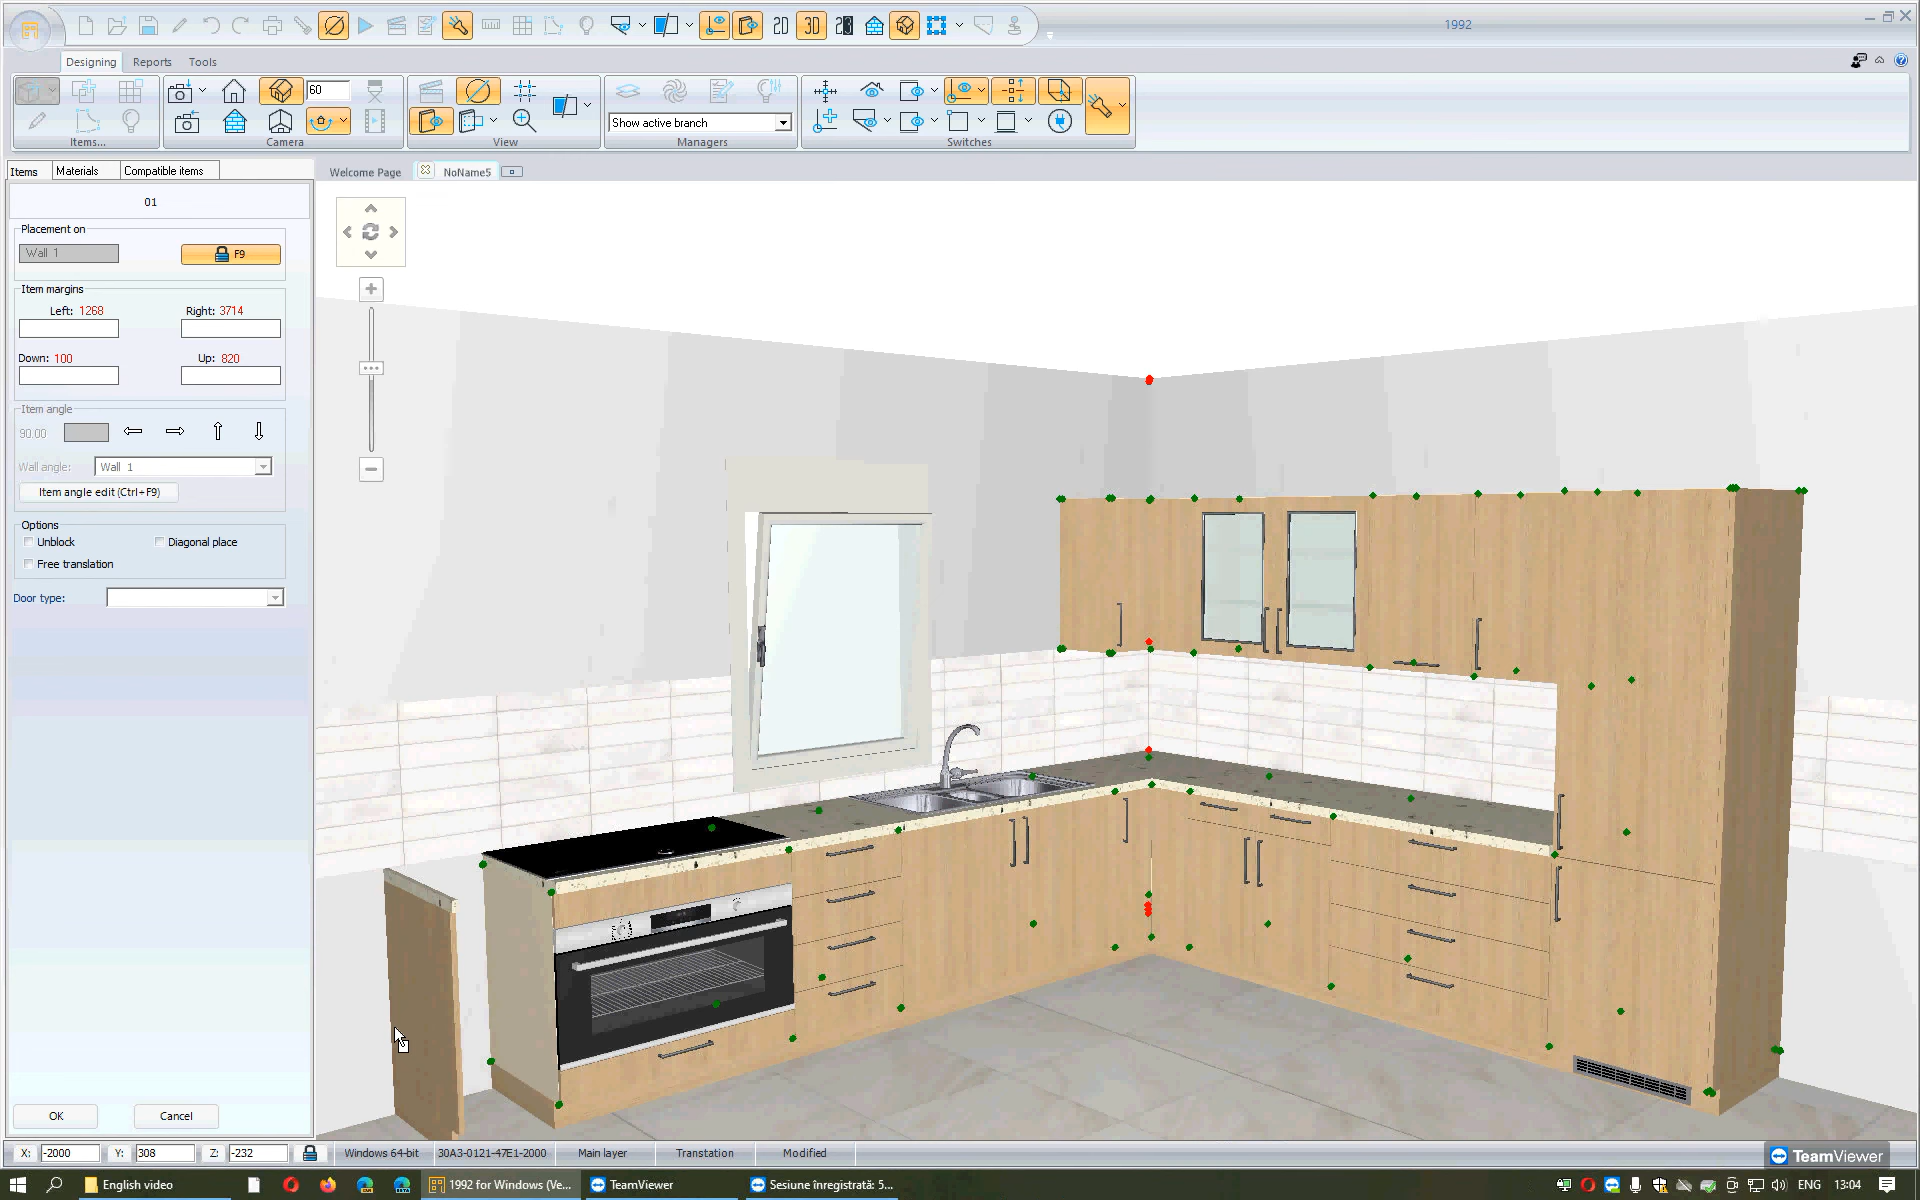 2D 3D
1992
Designing Reports Tools
60
Show active branch
Items... Camera View Managers Switches
Items Materials Compatible items
Welcome Page NoName5
01
Placement on
Wall 1 F9
Item margins
Left: 1268 Right: 3714
Down: 100 Up: 820
Item angle
90.00
Wall angle: Wall 1
Item angle edit (Ctrl+F9)
Options
Unblock Diagonal place
Free translation
Door type:
OK Cancel
X: -2000 Y: 308 Z: -232 Windows 64-bit 30A3-0121-47E1-2000 Main layer Translation Modified
TeamViewer
English video 1992 for Windows (Ve... TeamViewer Sesiune înregistrată: 5... ENG 13:04